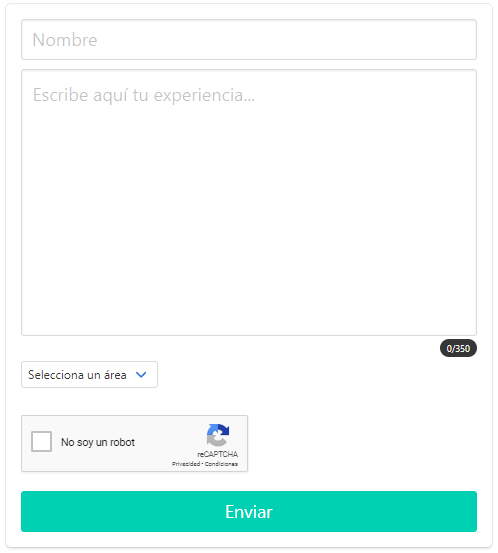 Nombre
Escribe aquí tu experiencia...
0/350
Selecciona un área
No soy un robot
reCAPTCHA
Privacidad - Condiciones
Enviar